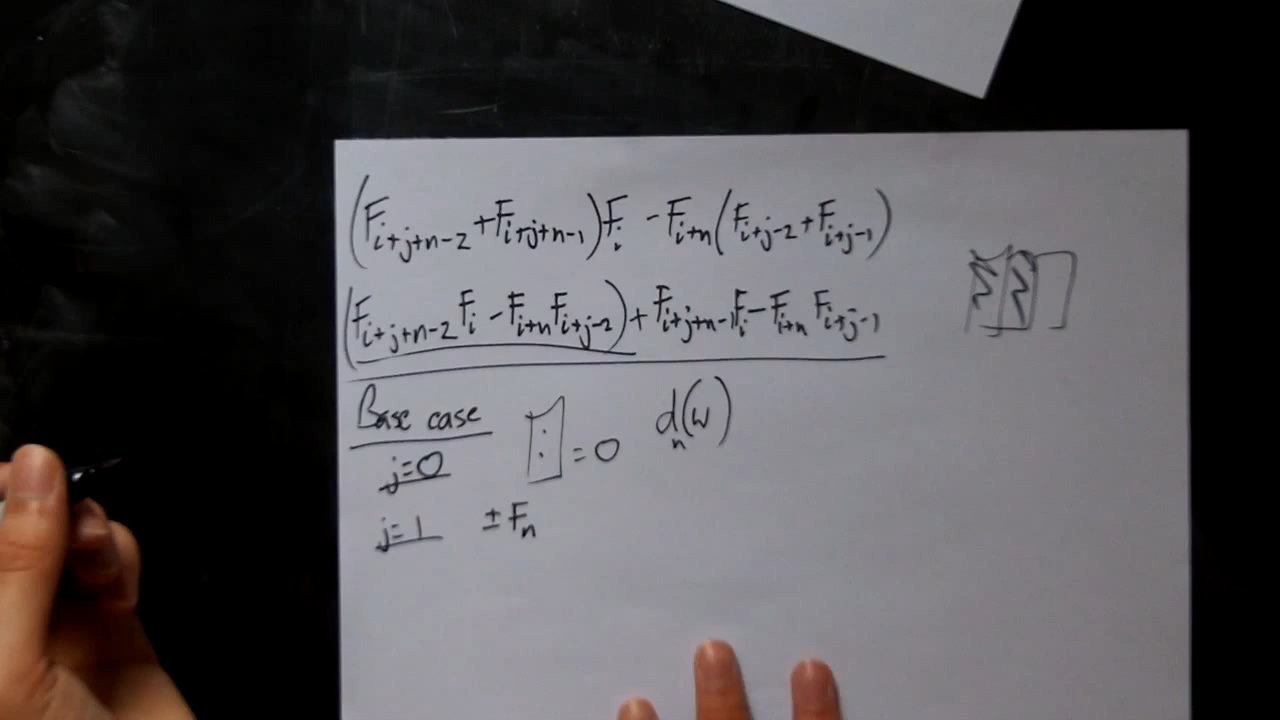 (F_{i+j+n-2} + F_{i+j+n-1}) F_i - F_{i+n} (F_{i+j-2} + F_{i+j-1})
(F_{i+j+n-2} F_i - F_{i+n} F_{i+j-2}) + F_{i+j+n-1} F_i - F_{i+n} F_{i+j-1}
Base case
j=0 [:] = 0 d_n(w)
j=1 ± F_n